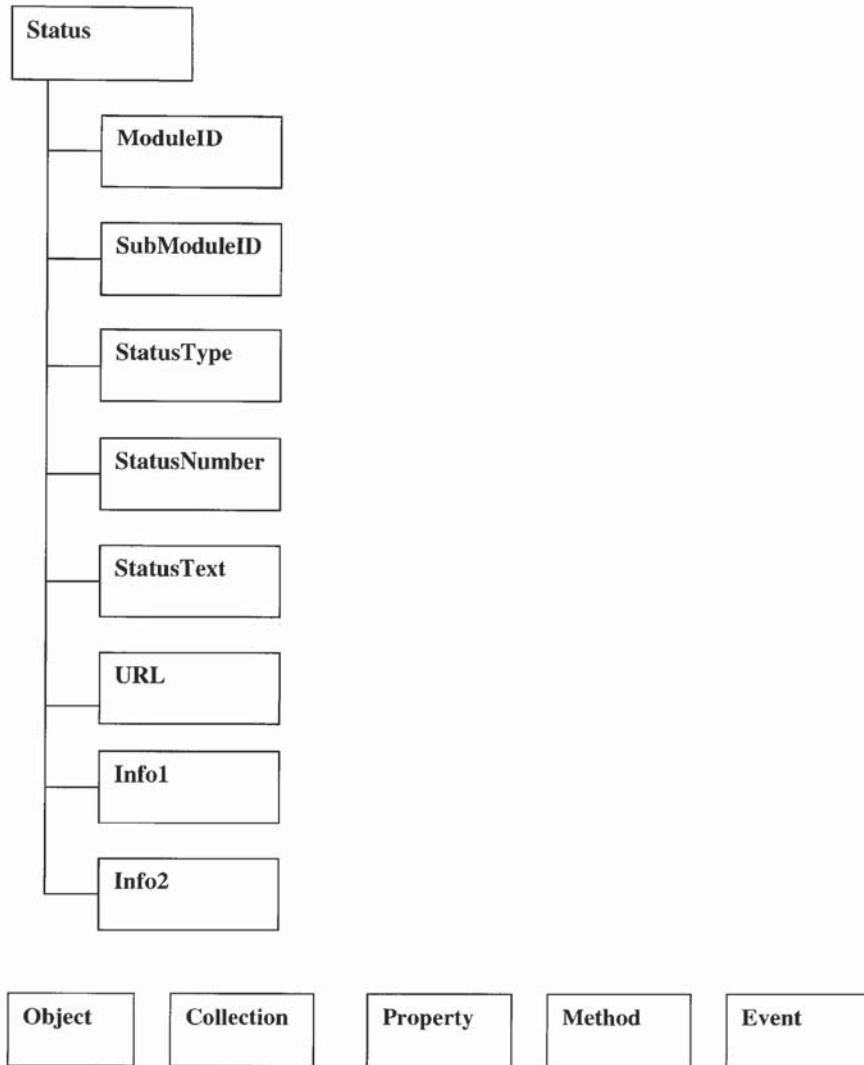 Status
ModuleID
SubModuleID
StatusType
StatusNumber
StatusText
URL
Info1
Info2
Object Collection Property Method Event